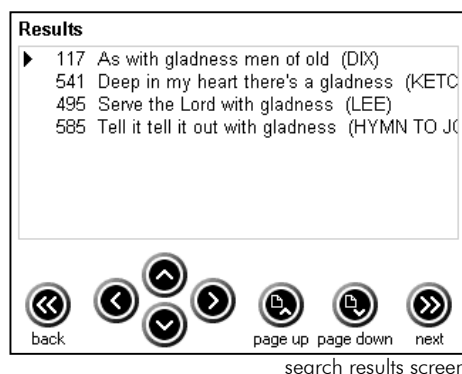 Results
117 As with gladness men of old (DIX)
541 Deep in my heart there's a gladness (KETC
495 Serve the Lord with gladness (LEE)
585 Tell it tell it out with gladness (HYMN TO JO
back
page up page down next
search results screen